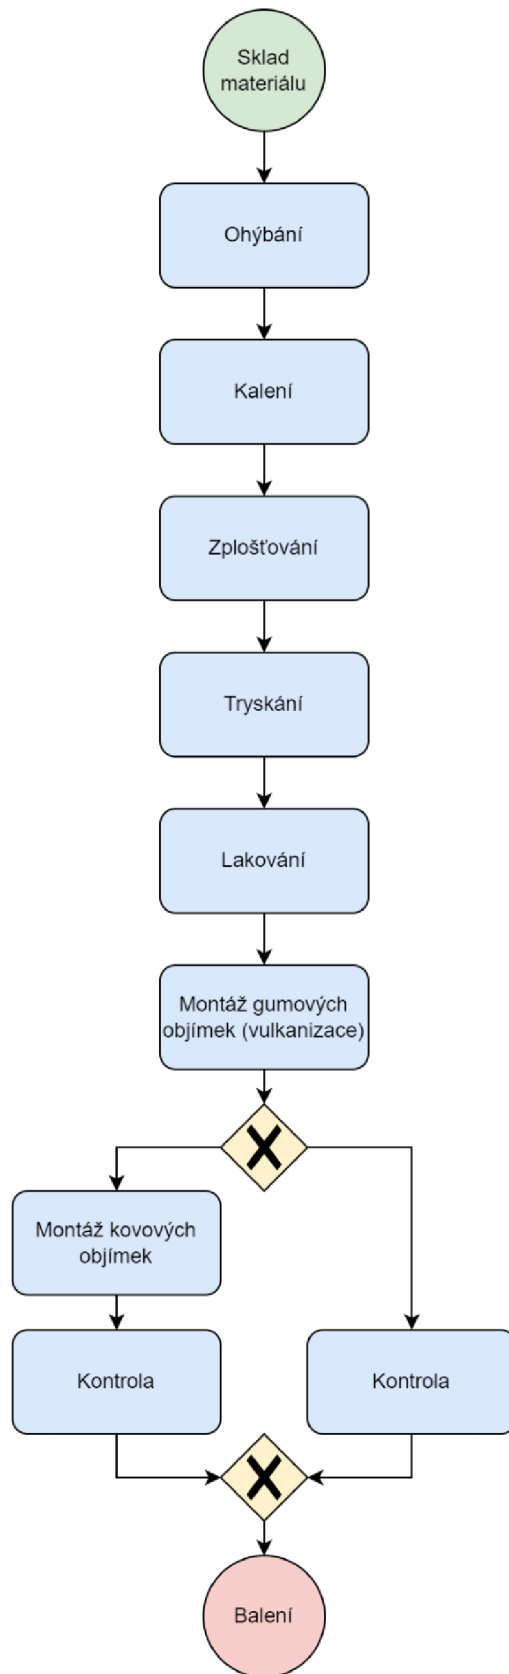 Sklad
materiálu
Ohýbání
Kalení
Zplošťování
Tryskání
Lakování
Montáž gumových
objímek (vulkanizace)
Montáž kovových
objímek
Kontrola
Kontrola
Balení